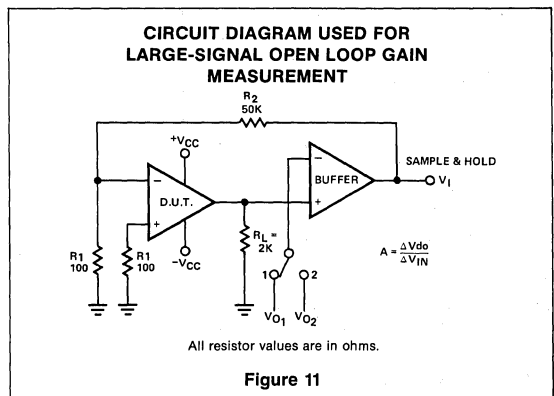 CIRCUIT DIAGRAM USED FOR
LARGE-SIGNAL OPEN LOOP GAIN
MEASUREMENT
R2
50K
+VCC
SAMPLE & HOLD
−
BUFFER
VI
−
D.U.T.
+
+
R1
100
R1
100
−VCC
RL =
2K
A = ΔVdo
ΔVIN
1
2
VO1
VO2
All resistor values are in ohms.
Figure 11